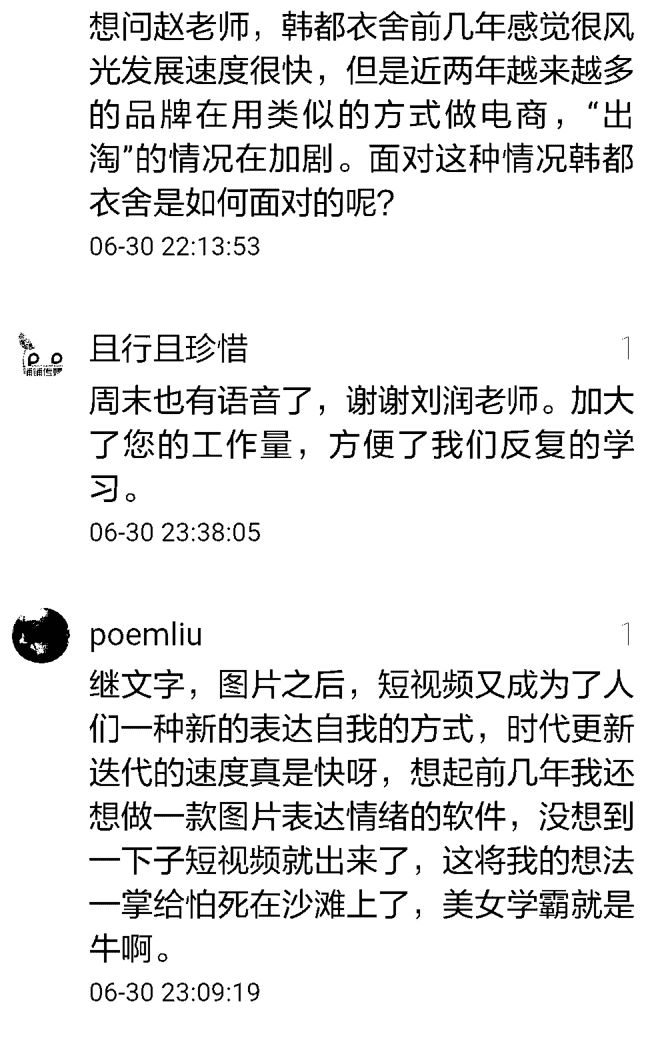 想问赵老师，韩都衣舍前几年感觉很风
光发展速度很快，但是近两年越来越多
的品牌在用类似的方式做电商，“出
淘”的情况在加剧。面对这种情况韩都
衣舍是如何面对的呢?
06-30 22:13:53
且行且珍惜 1
周末也有语音了，谢谢刘润老师。加大
了您的工作量，方便了我们反复的学
习。
06-30 23:38:05
poemliu 1
继文字，图片之后，短视频又成为了人
们一种新的表达自我的方式，时代更新
迭代的速度真是快呀，想起前几年我还
想做一款图片表达情绪的软件，没想到
一下子短视频就出来了，这将我的想法
一掌给怕死在沙滩上了，美女学霸就是
牛啊。
06-30 23:09:19